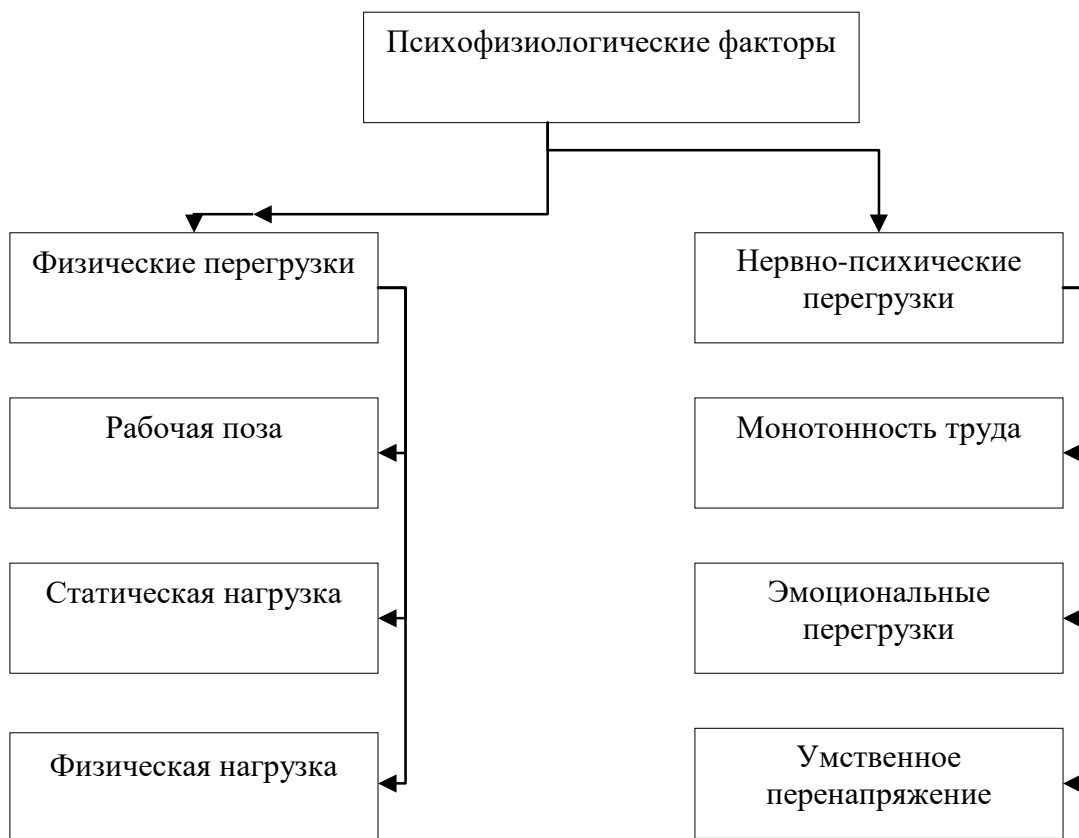 Психофизиологические факторы
Физические перегрузки
Нервно-психические
перегрузки
Рабочая поза
Монотонность труда
Статическая нагрузка
Эмоциональные
перегрузки
Физическая нагрузка
Умственное
перенапряжение